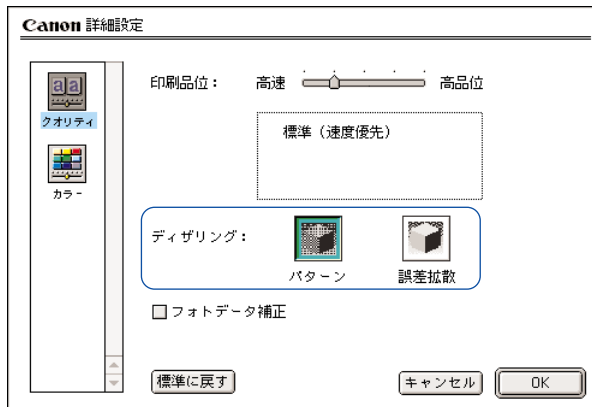 Canon 詳細設定
aa
クオリティ
カラー
印刷品位： 高速 高品位
標準（速度優先）
ディザリング：
パターン 誤差拡散
フォトデータ補正
標準に戻す キャンセル OK